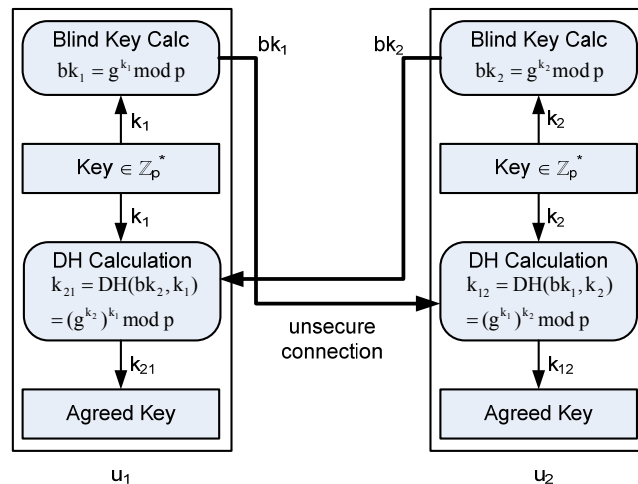 Blind Key Calc
bk₁ = g^k₁ mod p
k₁
Key ∈ ℤₚ*
k₁
DH Calculation
k₂₁ = DH(bk₂, k₁)
= (g^k₂)^k₁ mod p
k₂₁
Agreed Key
u₁
bk₁
bk₂
unsecure
connection
Blind Key Calc
bk₂ = g^k₂ mod p
k₂
Key ∈ ℤₚ*
k₂
DH Calculation
k₁₂ = DH(bk₁, k₂)
= (g^k₁)^k₂ mod p
k₁₂
Agreed Key
u₂